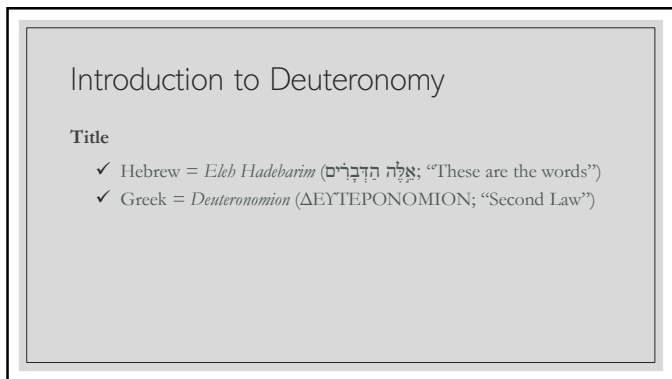 Introduction to Deuteronomy
Title
✓ Hebrew = Eleh Hadebarim (אֵ֣לֶּה הַדְּבָרִ֗ים; “These are the words”)
✓ Greek = Deuteronomion (ΔΕΥΤΕΡΟΝΟΜΙΟΝ; “Second Law”)